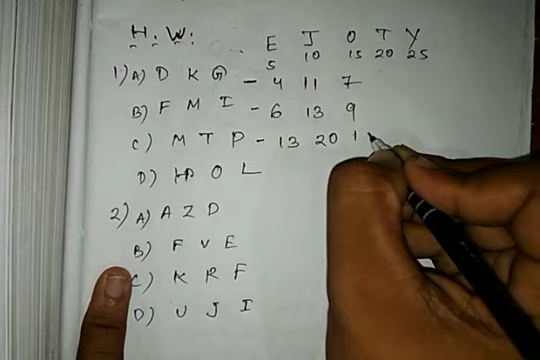 H. W.
E J O T Y
5 10 15 20 25
1) A) D K G - 4 11 7
B) F M I - 6 13 9
C) M T P - 13 20 1
D) H O L
2) A) A Z D
B) F V E
C) K R F
D) U J I